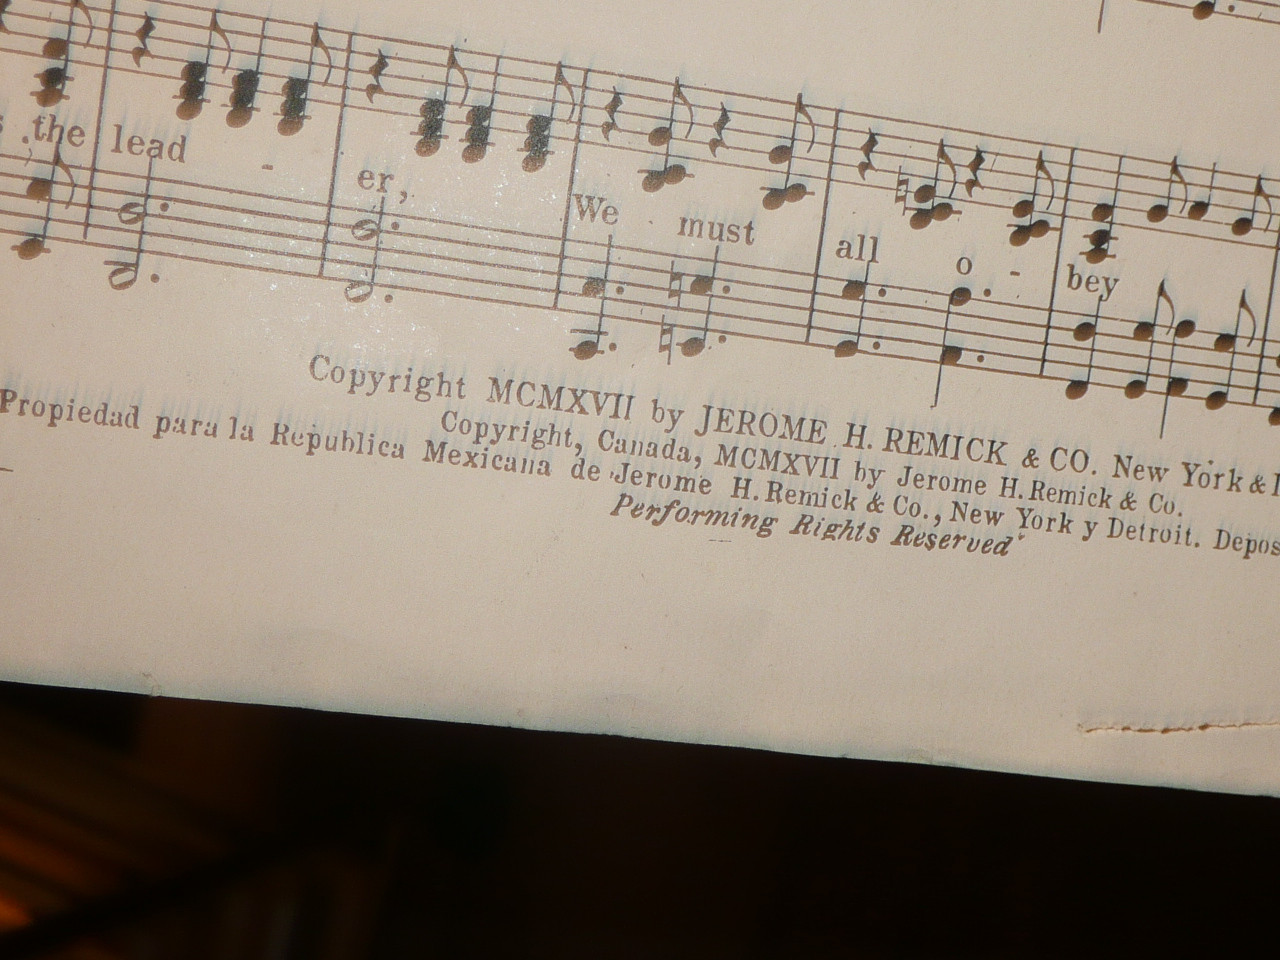 the lead - er, We must all o - bey
Copyright MCMXVII by JEROME H. REMICK & CO. New York &
Copyright, Canada, MCMXVII by Jerome H. Remick & Co.
Propiedad para la Republica Mexicana de Jerome H. Remick & Co., New York y Detroit. Depos
Performing Rights Reserved